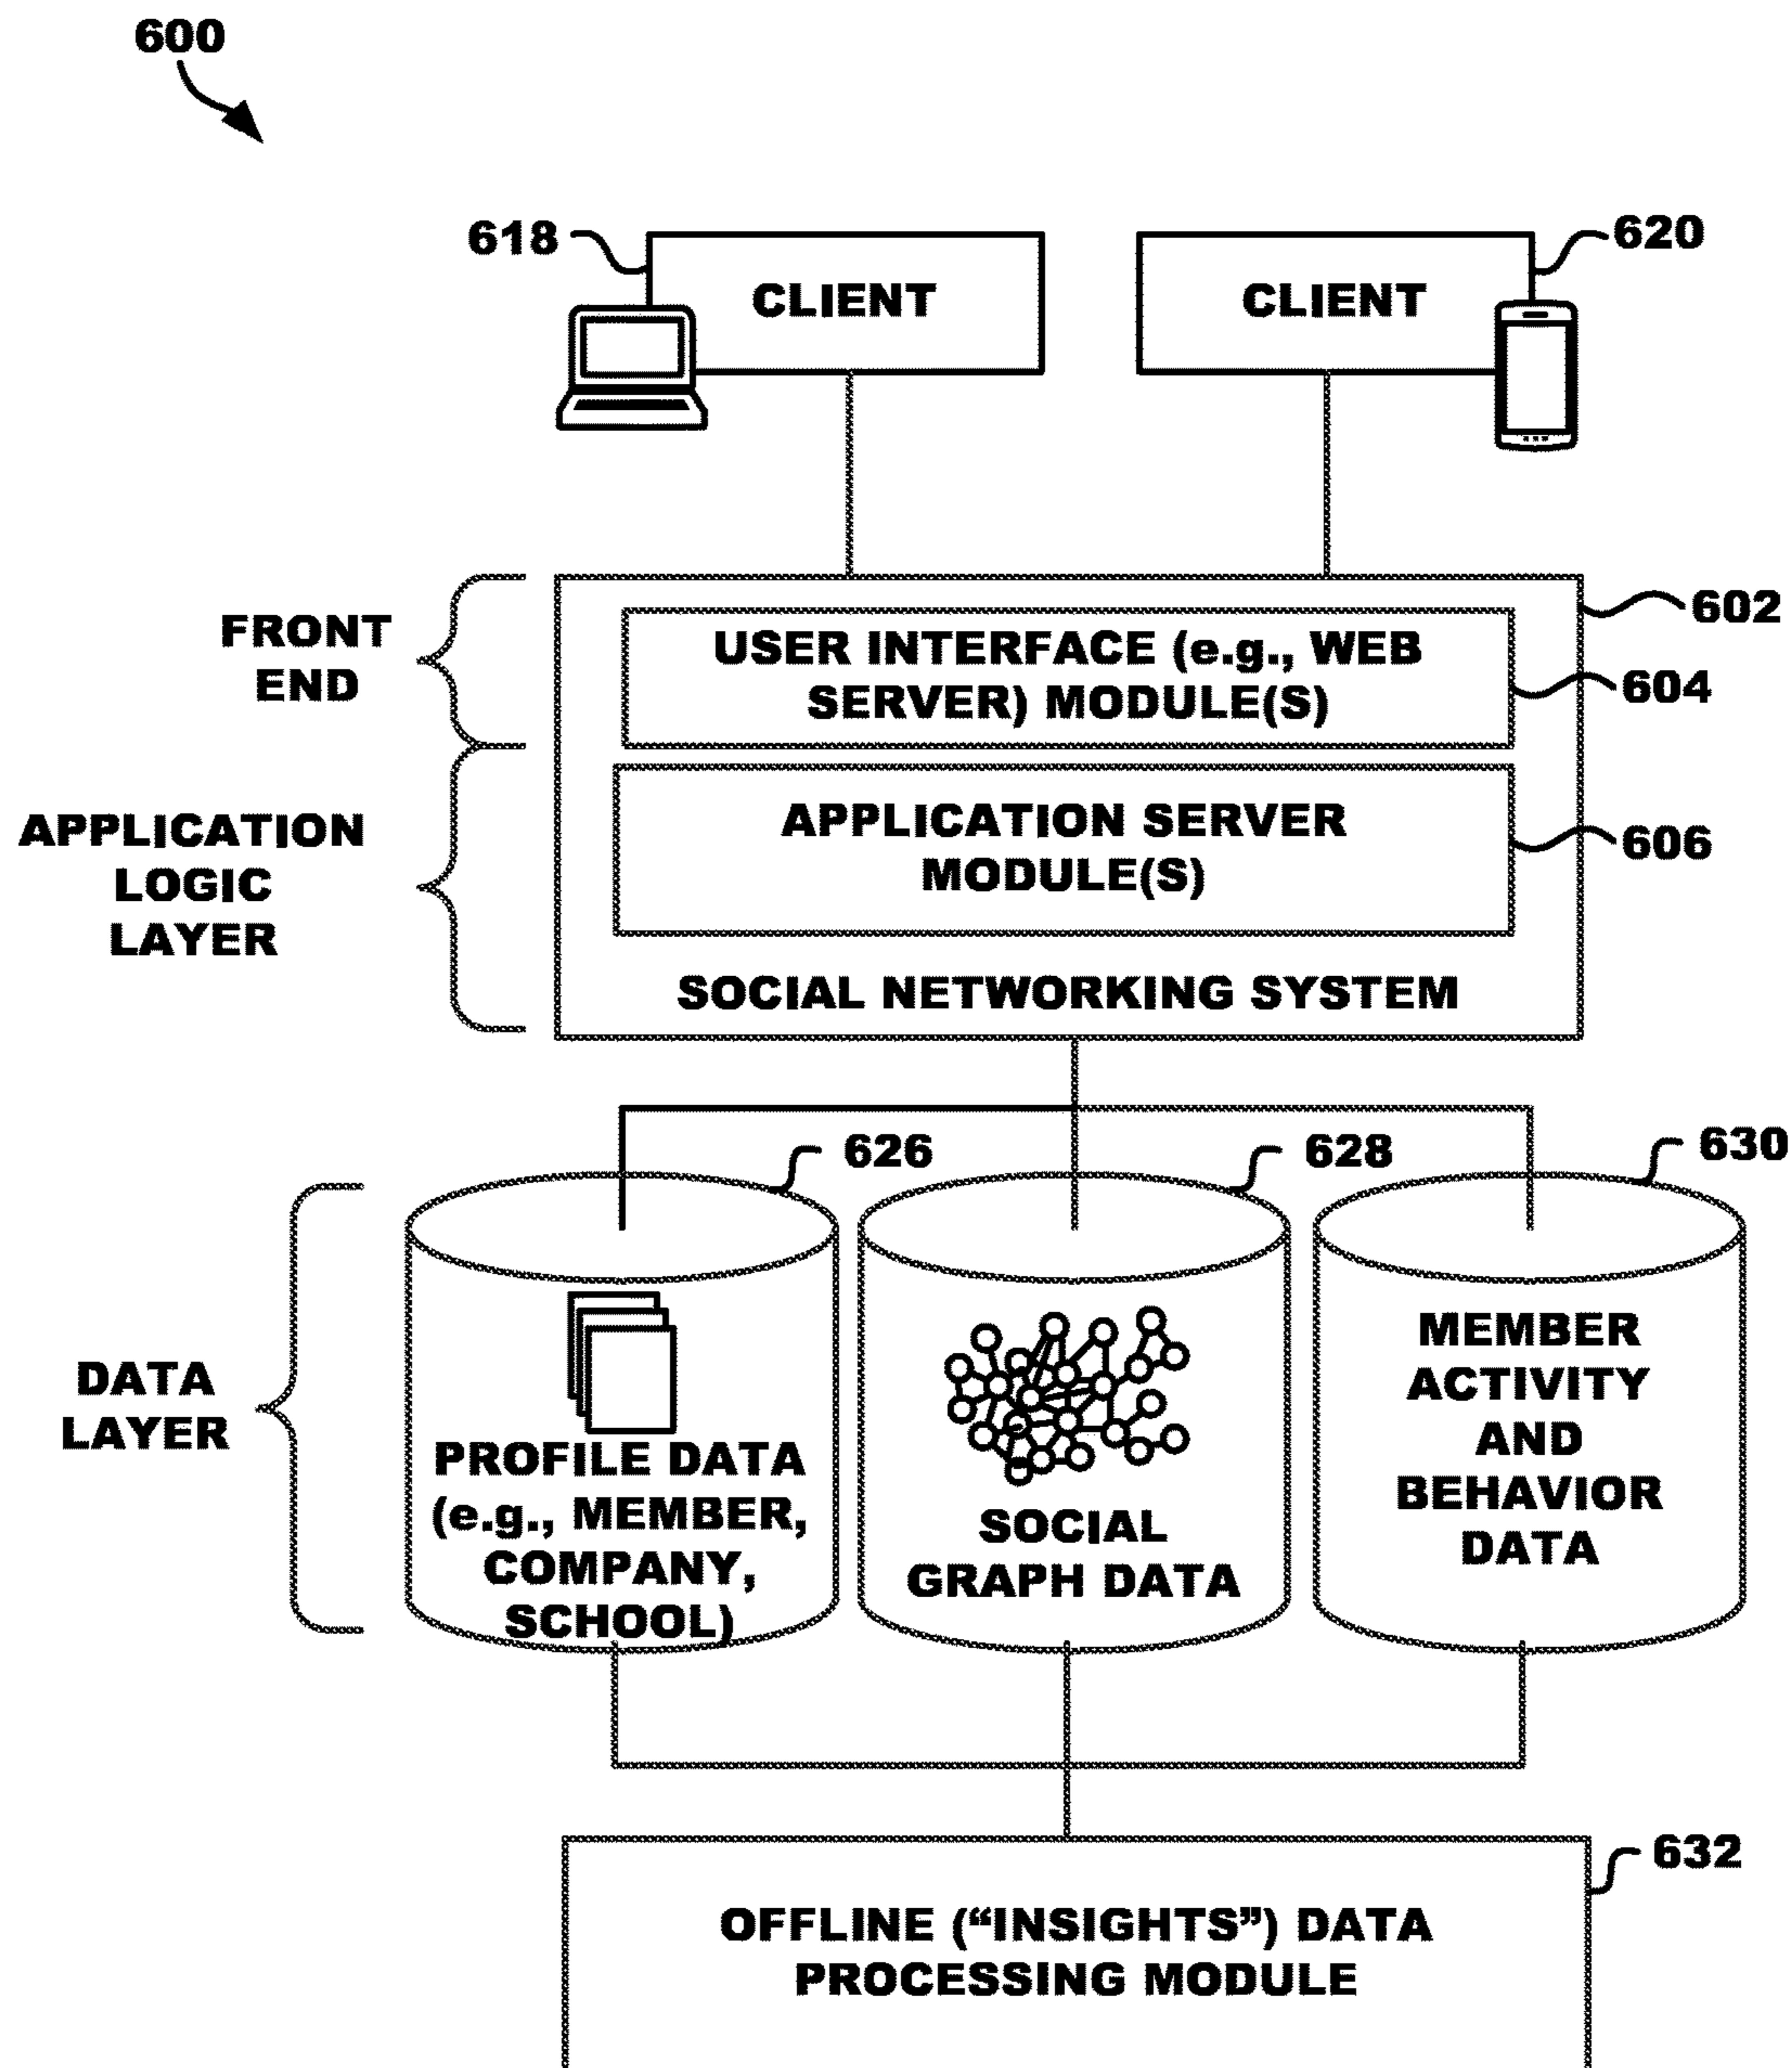 600
618
CLIENT
CLIENT
620
602
FRONT
END
USER INTERFACE (e.g., WEB
SERVER) MODULE(S)
604
APPLICATION
LOGIC
LAYER
APPLICATION SERVER
MODULE(S)
606
SOCIAL NETWORKING SYSTEM
626
628
630
DATA
LAYER
PROFILE DATA
(e.g., MEMBER,
COMPANY,
SCHOOL)
SOCIAL
GRAPH DATA
MEMBER
ACTIVITY
AND
BEHAVIOR
DATA
632
OFFLINE (“INSIGHTS”) DATA
PROCESSING MODULE